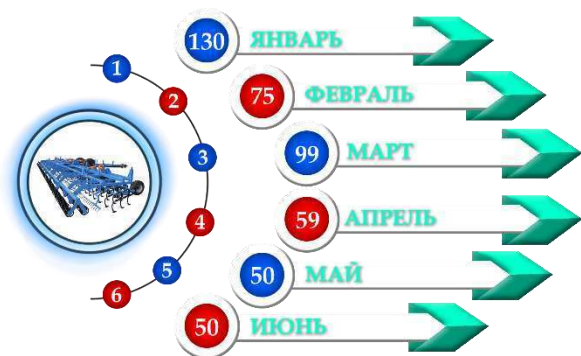 1
130 ЯНВАРЬ
2
75 ФЕВРАЛЬ
3
99 МАРТ
4
59 АПРЕЛЬ
5
50 МАЙ
6
50 ИЮНЬ